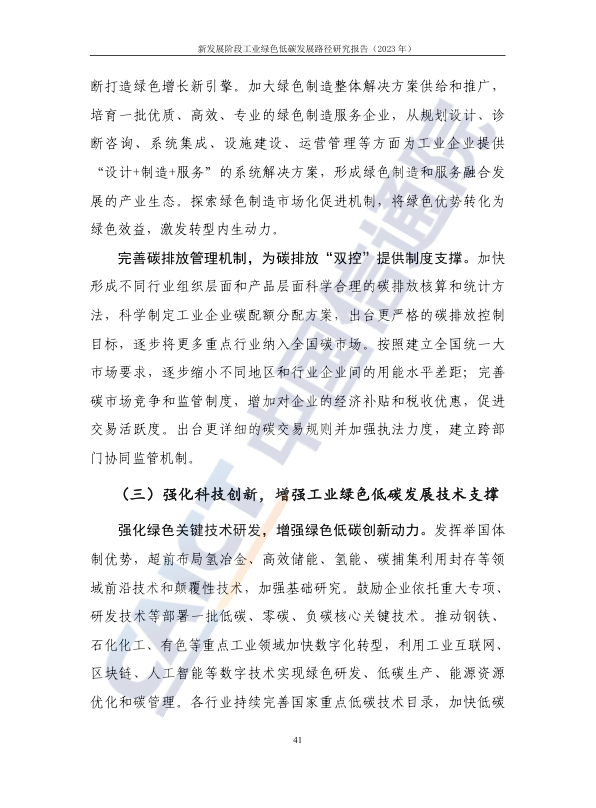 新发展阶段工业绿色低碳发展路径研究报告（2023 年）
断打造绿色增长新引擎。加大绿色制造整体解决方案供给和推广，
培育一批优质、高效、专业的绿色制造服务企业，从规划设计、诊
断咨询、系统集成、设施建设、运营管理等方面为工业企业提供
“设计+制造+服务”的系统解决方案，形成绿色制造和服务融合发
展的产业生态。探索绿色制造市场化促进机制，将绿色优势转化为
绿色效益，激发转型内生动力。
完善碳排放管理机制，为碳排放“双控”提供制度支撑。加快
形成不同行业组织层面和产品层面科学合理的碳排放核算和统计方
法，科学制定工业企业碳配额分配方案，出台更严格的碳排放控制
目标，逐步将更多重点行业纳入全国碳市场。按照建立全国统一大
市场要求，逐步缩小不同地区和行业企业间的用能水平差距；完善
碳市场竞争和监管制度，增加对企业的经济补贴和税收优惠，促进
交易活跃度。出台更详细的碳交易规则并加强执法力度，建立跨部
门协同监管机制。
（三）强化科技创新，增强工业绿色低碳发展技术支撑
强化绿色关键技术研发，增强绿色低碳创新动力。发挥举国体
制优势，超前布局氢冶金、高效储能、氢能、碳捕集利用封存等领
域前沿技术和颠覆性技术，加强基础研究。鼓励企业依托重大专项、
研发技术等部署一批低碳、零碳、负碳核心关键技术。推动钢铁、
石化化工、有色等重点工业领域加快数字化转型，利用工业互联网、
区块链、人工智能等数字技术实现绿色研发、低碳生产、能源资源
优化和碳管理。各行业持续完善国家重点低碳技术目录，加快低碳
41
CAICT 中国信通院